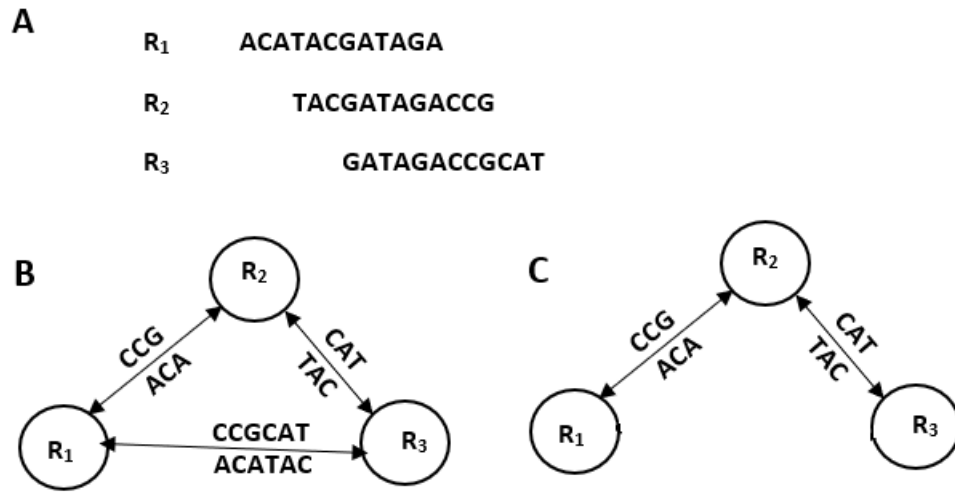 A
R₁ ACATACGATAGA
R₂ TACGATAGACCG
R₃ GATAGACCGCAT
B
R₂
CCG
ACA
CAT
TAC
R₁
CCGCAT
ACATAC
R₃
C
R₂
CCG
ACA
CAT
TAC
R₁
R₃